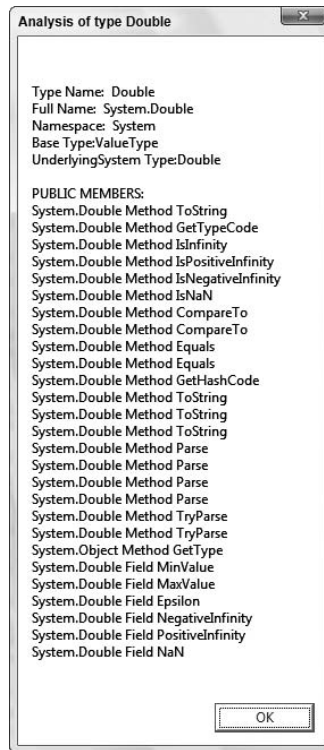 Analysis of type Double
Type Name: Double
Full Name: System.Double
Namespace: System
Base Type:ValueType
UnderlyingSystem Type:Double
PUBLIC MEMBERS:
System.Double Method ToString
System.Double Method GetTypeCode
System.Double Method IsInfinity
System.Double Method IsPositiveInfinity
System.Double Method IsNegativeInfinity
System.Double Method IsNaN
System.Double Method CompareTo
System.Double Method CompareTo
System.Double Method Equals
System.Double Method Equals
System.Double Method GetHashCode
System.Double Method ToString
System.Double Method ToString
System.Double Method ToString
System.Double Method Parse
System.Double Method Parse
System.Double Method Parse
System.Double Method Parse
System.Double Method TryParse
System.Double Method TryParse
System.Object Method GetType
System.Double Field MinValue
System.Double Field MaxValue
System.Double Field Epsilon
System.Double Field NegativeInfinity
System.Double Field PositiveInfinity
System.Double Field NaN
OK